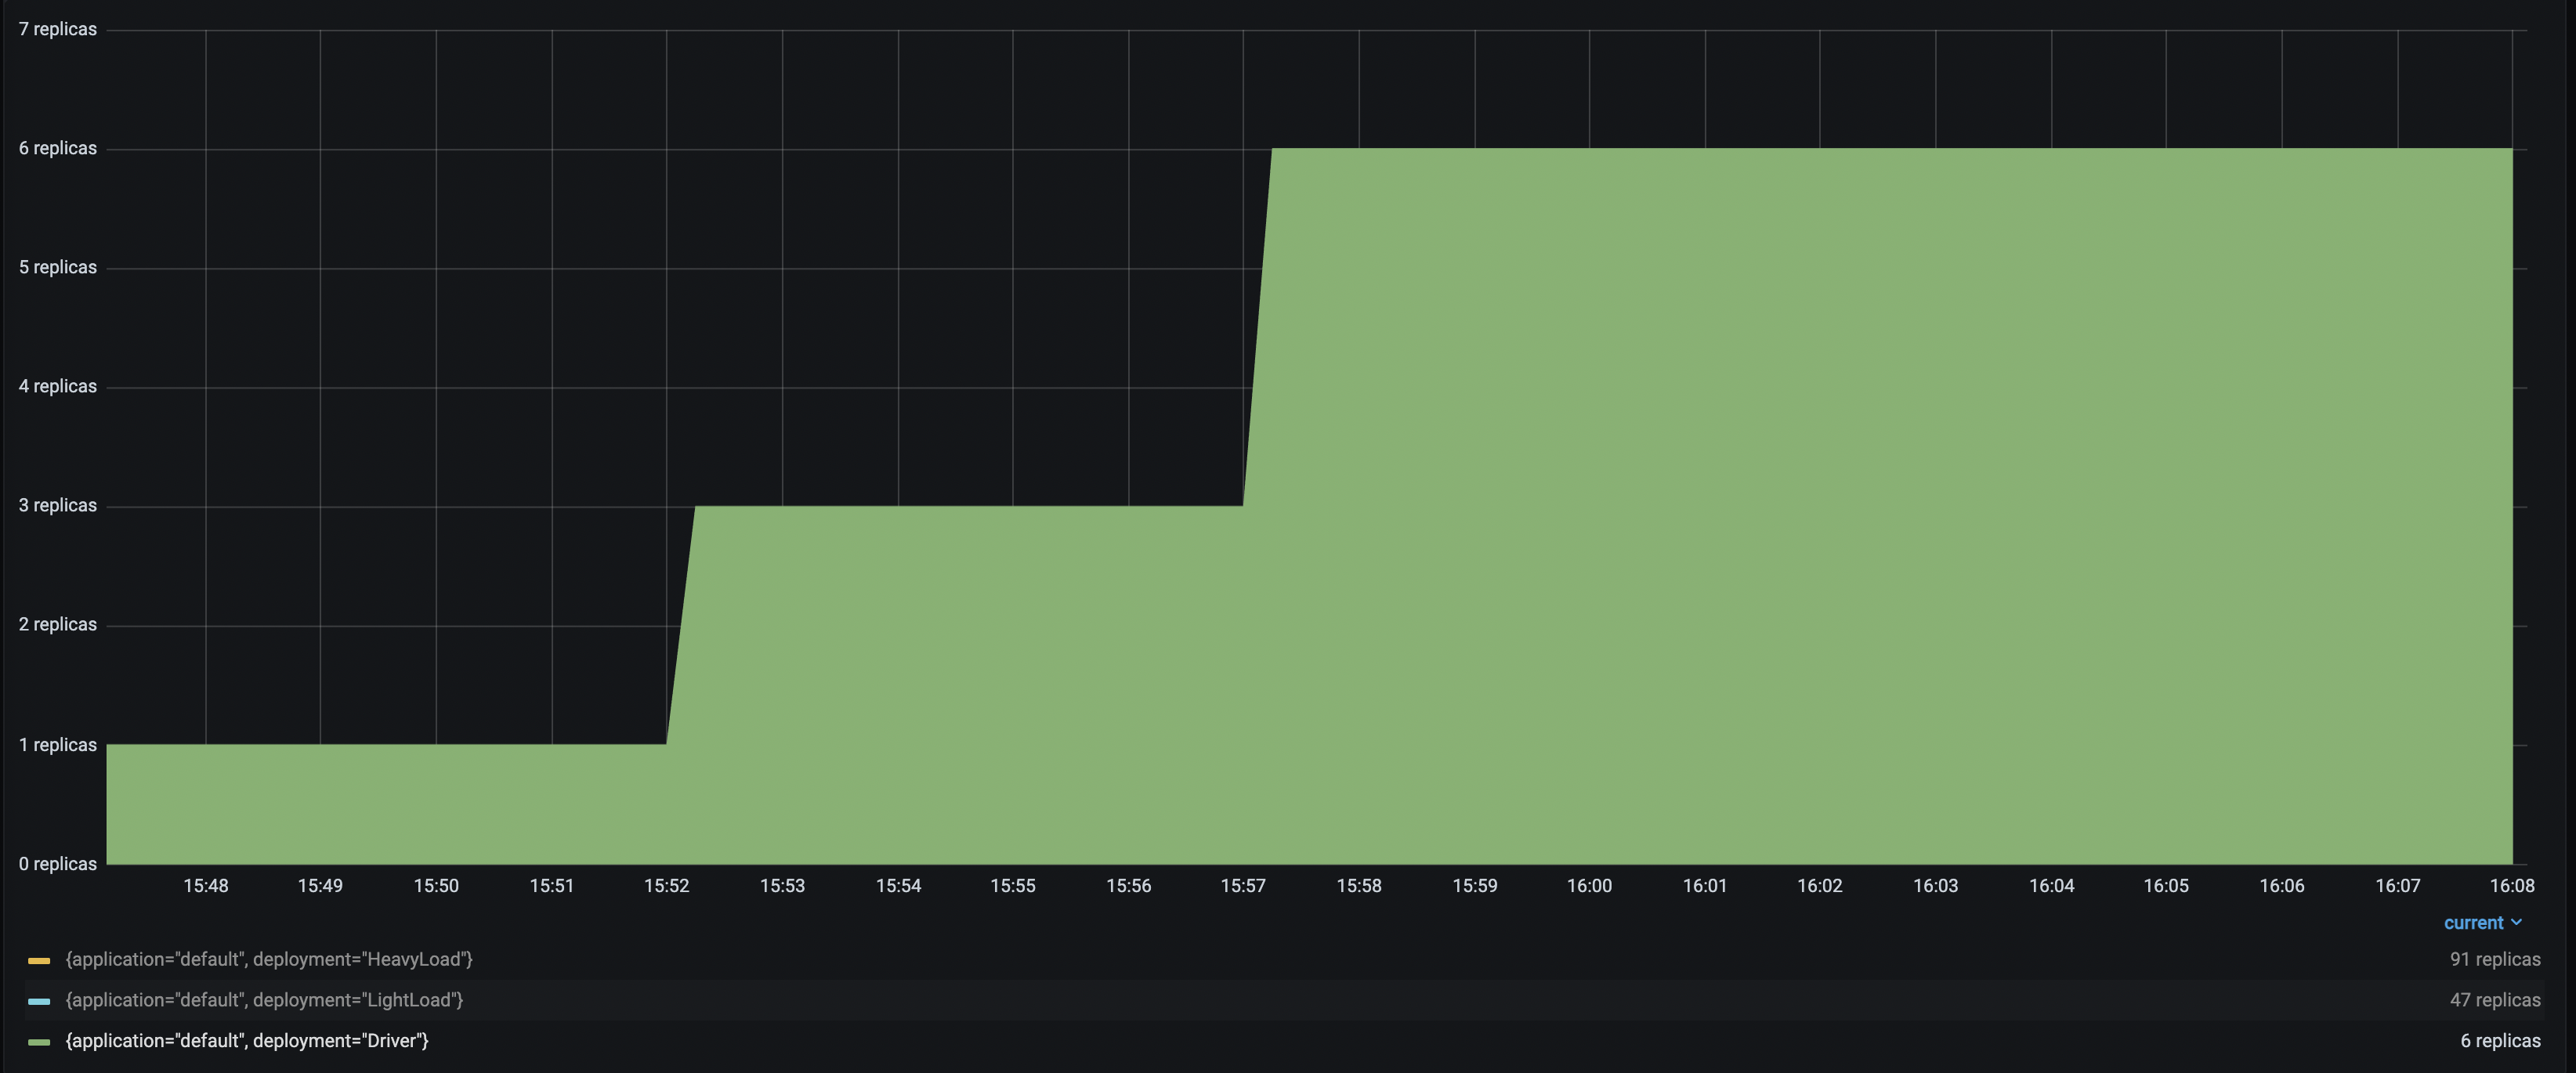 7 replicas
6 replicas
5 replicas
4 replicas
3 replicas
2 replicas
1 replicas
0 replicas
15:48 15:49 15:50 15:51 15:52 15:53 15:54 15:55 15:56 15:57 15:58 15:59 16:00 16:01 16:02 16:03 16:04 16:05 16:06 16:07 16:08
current
{application="default", deployment="HeavyLoad"} 91 replicas
{application="default", deployment="LightLoad"} 47 replicas
{application="default", deployment="Driver"} 6 replicas